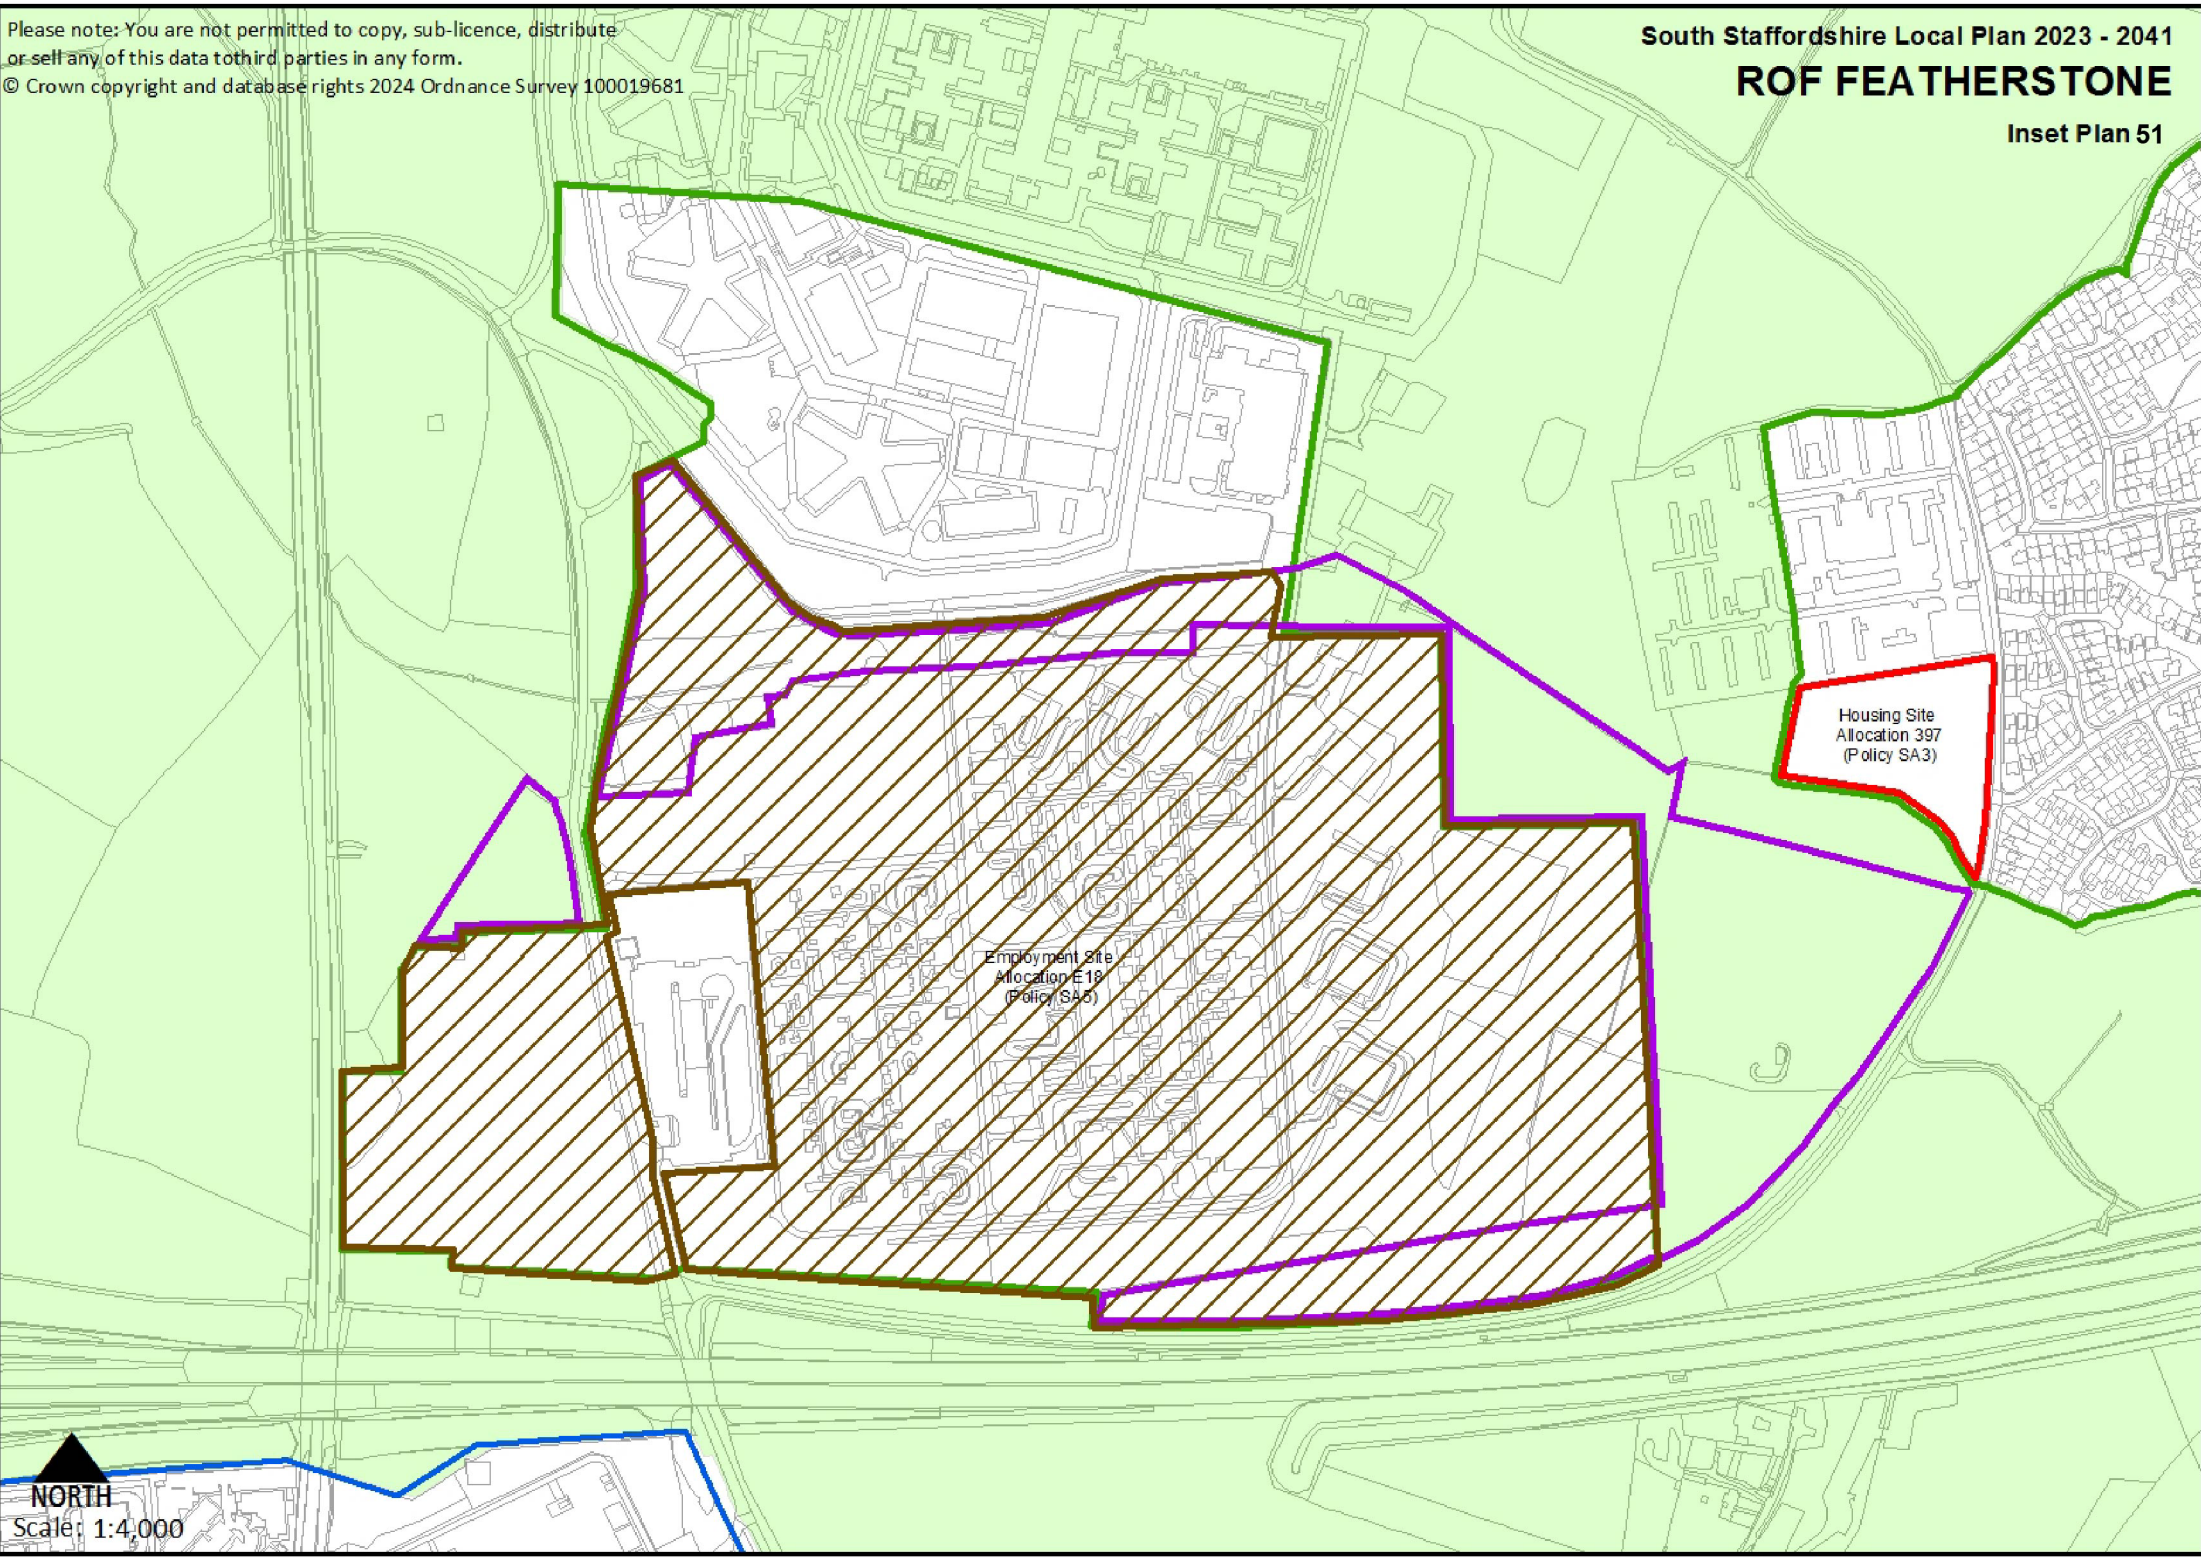 Please note: You are not permitted to copy, sub-licence, distribute
or sell any of this data tothird parties in any form.
© Crown copyright and database rights 2024 Ordnance Survey 100019681
South Staffordshire Local Plan 2023 - 2041
ROF FEATHERSTONE
Inset Plan 51
Housing Site
Allocation 397
(Policy SA3)
Employment Site
Allocation E18
(Policy SA5)
NORTH
Scale: 1:4,000